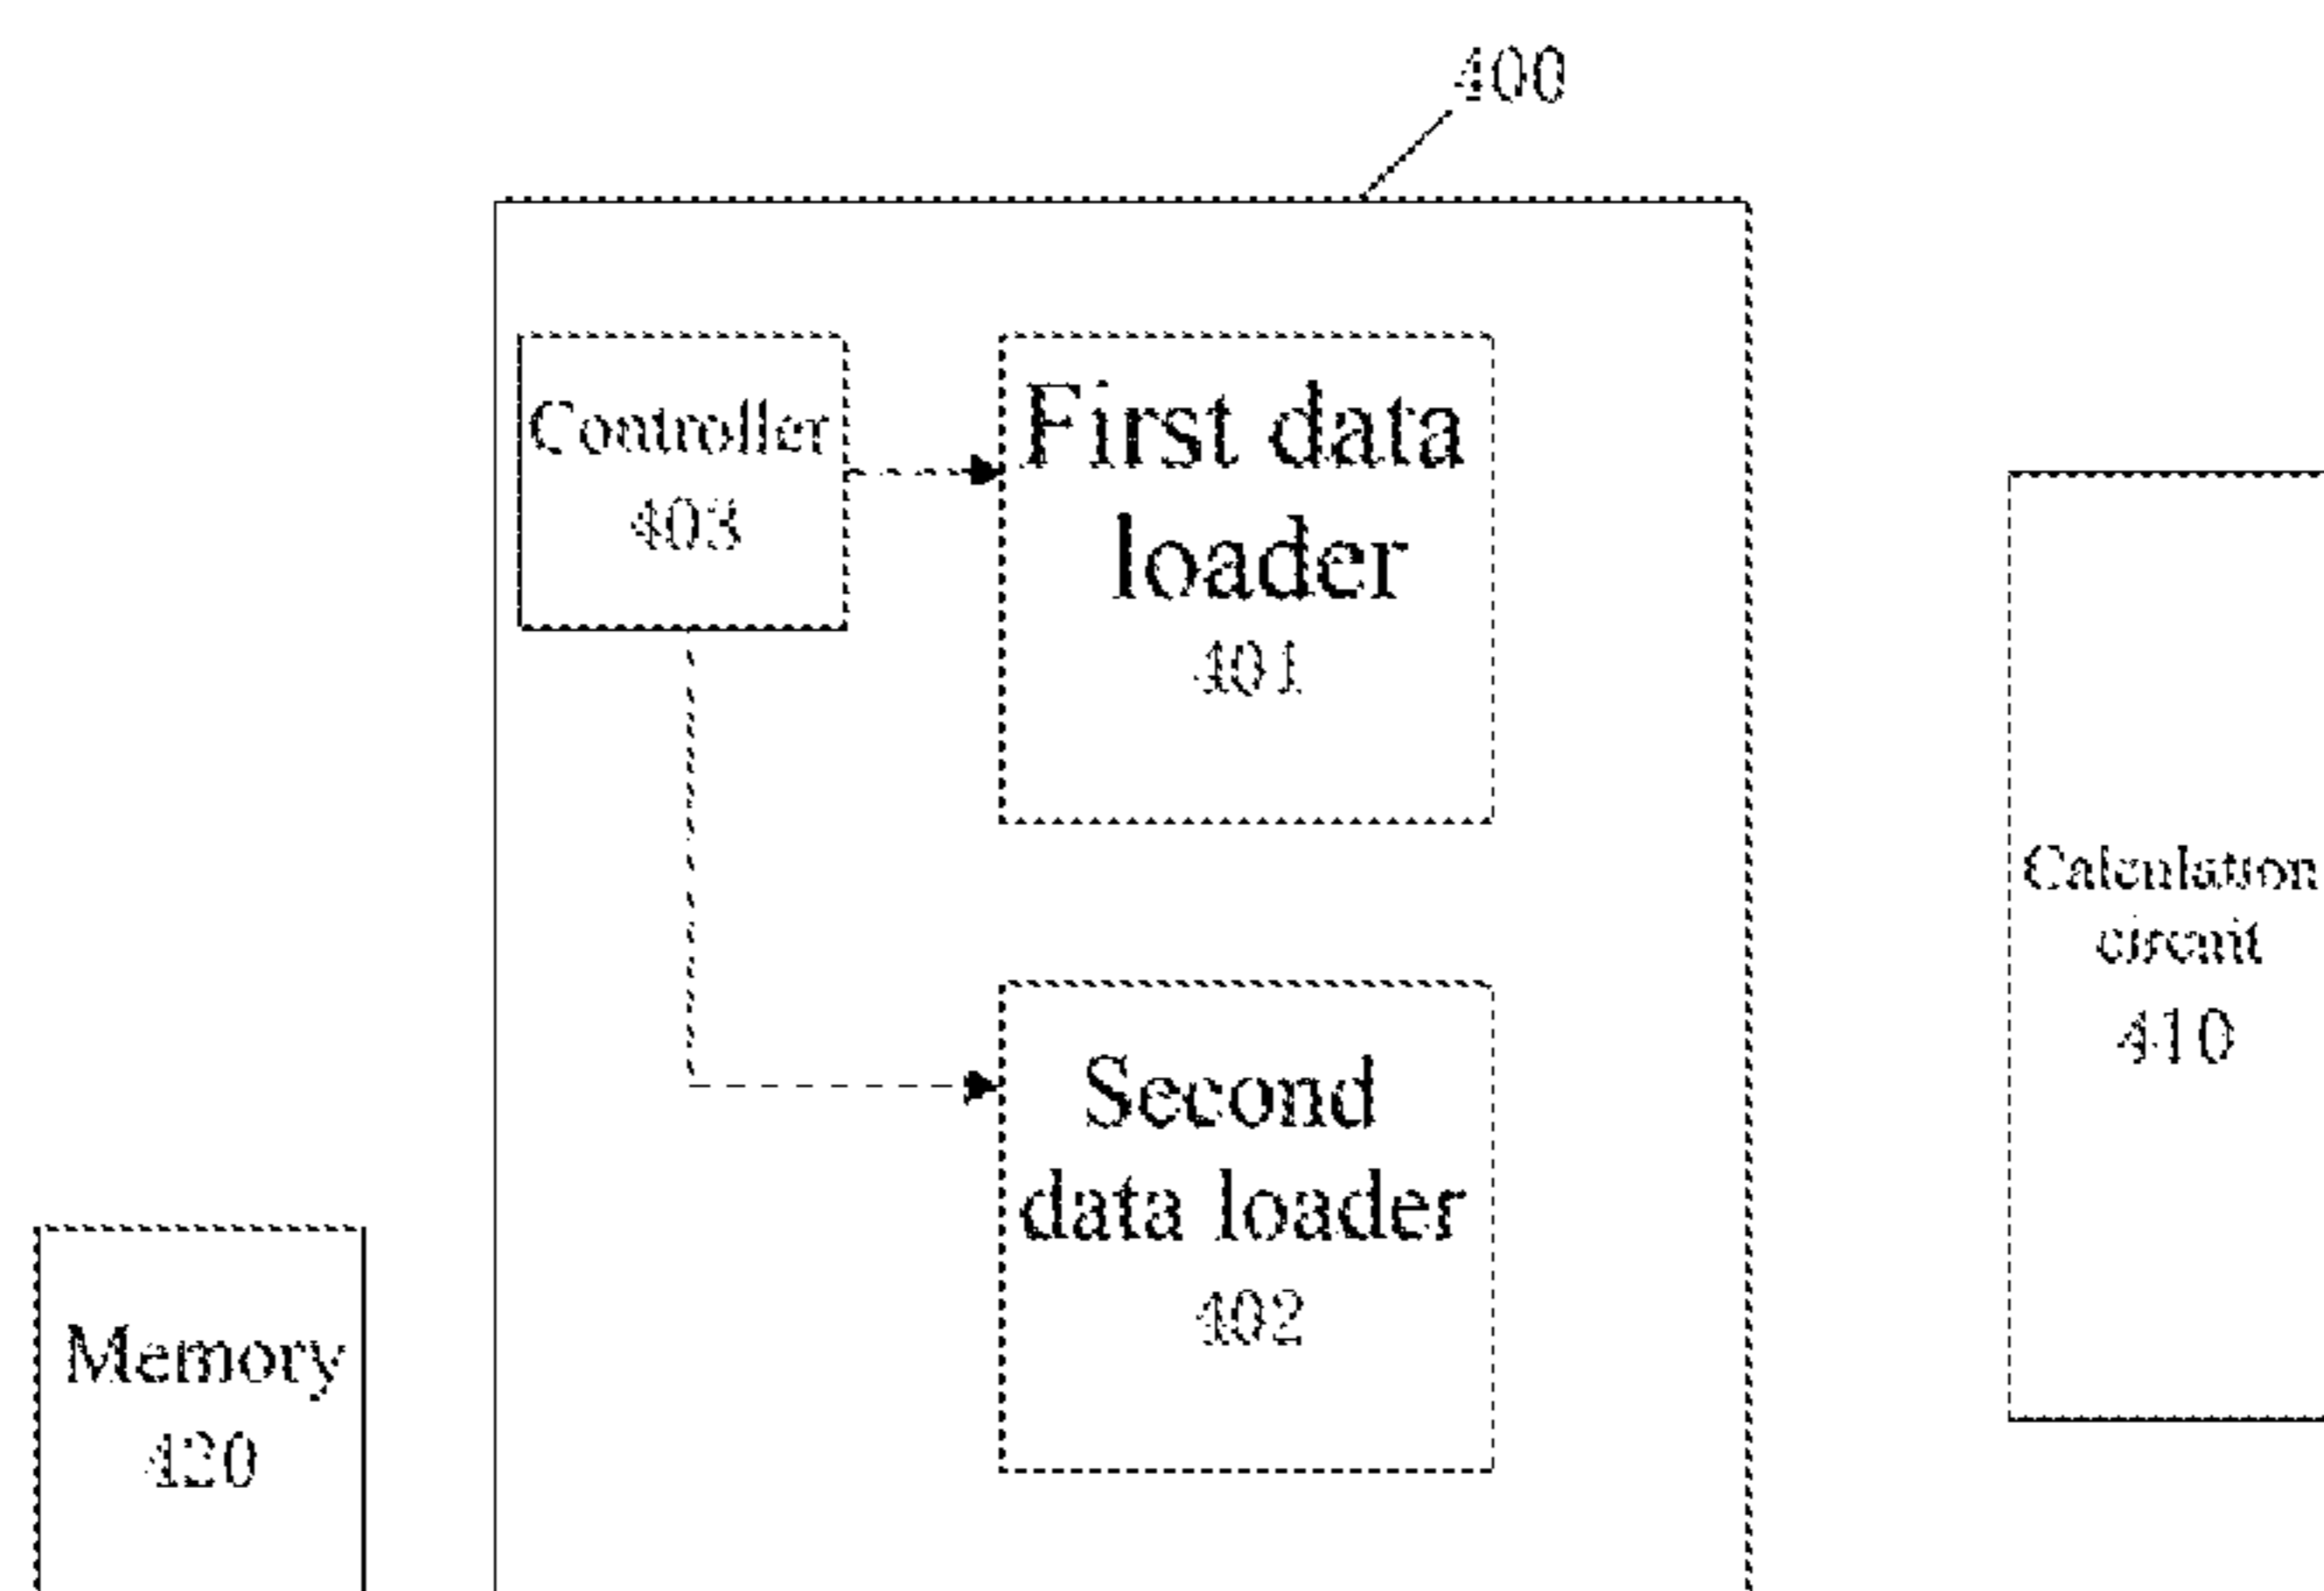 400
Controller
403
First data
loader
401
Calculation
circuit
410
Second
data loader
402
Memory
420